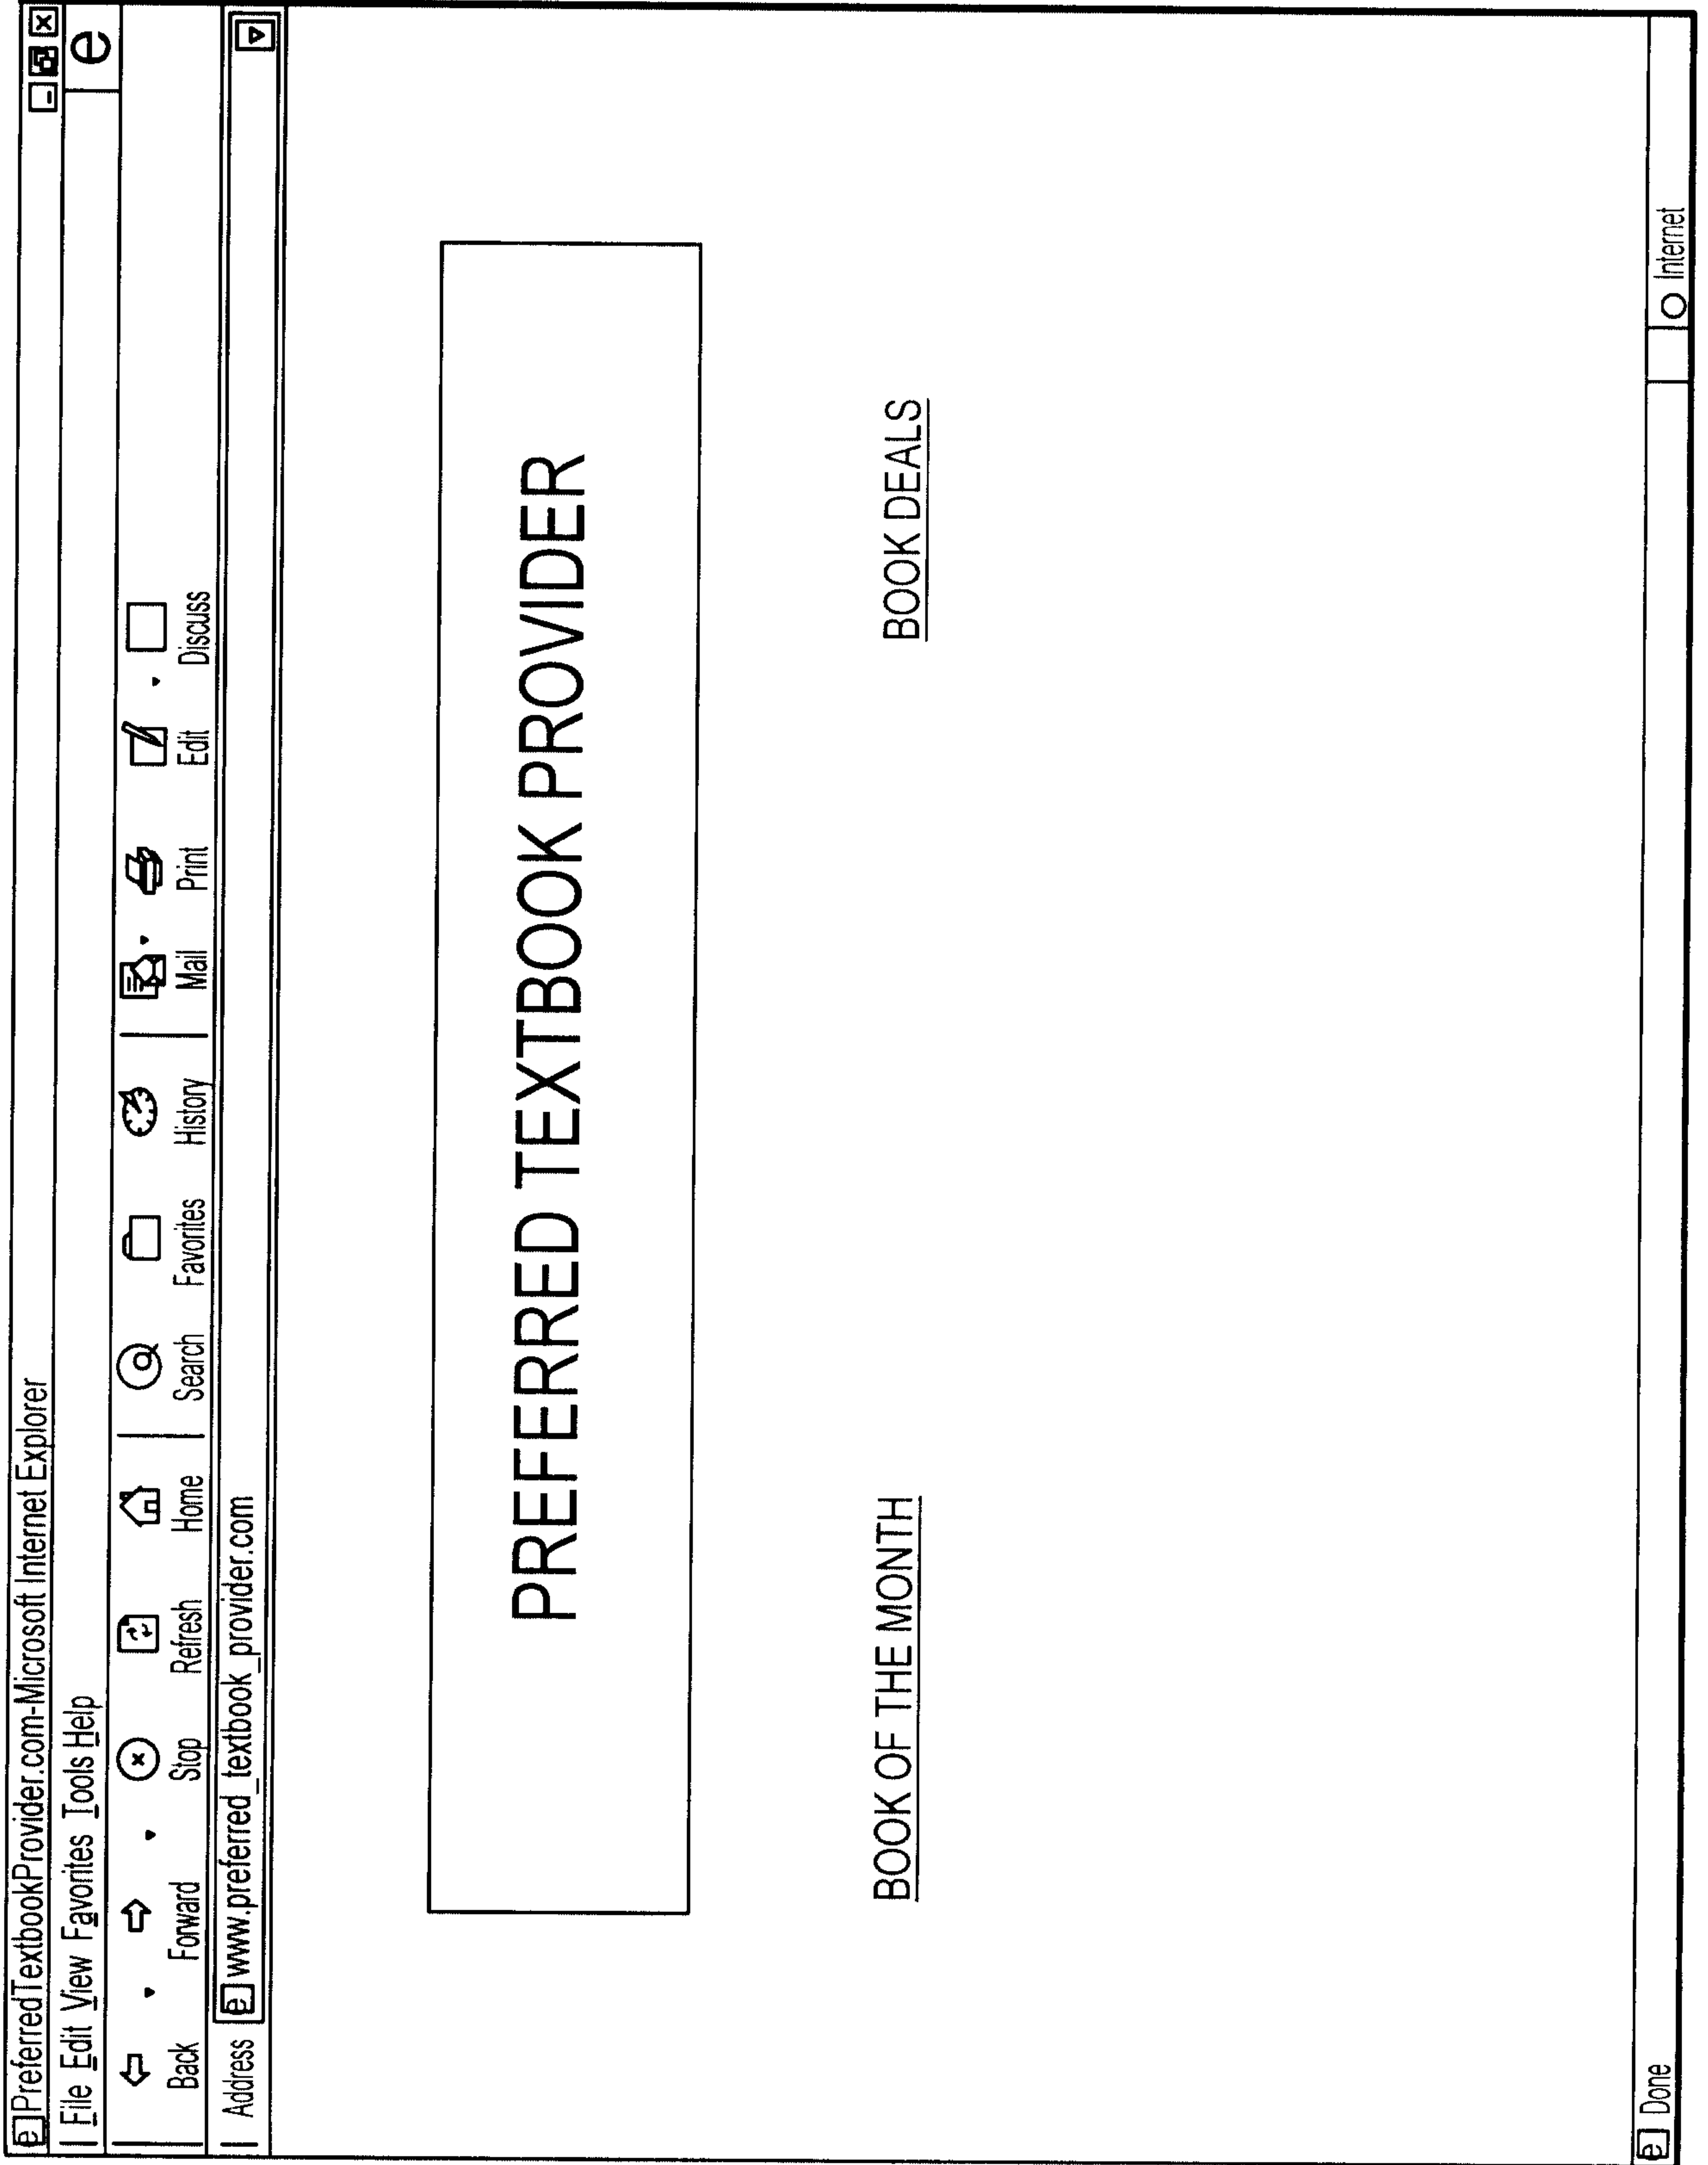 e PreferredTextbookProvider.com-Microsoft Internet Explorer
File Edit View Favorites Tools Help
e
Back Forward Stop Refresh Home Search Favorites History Mail Print Edit Discuss
Address e www.preferred_textbook_provider.com
PREFERRED TEXTBOOK PROVIDER
BOOK OF THE MONTH BOOK DEALS
e Done Internet